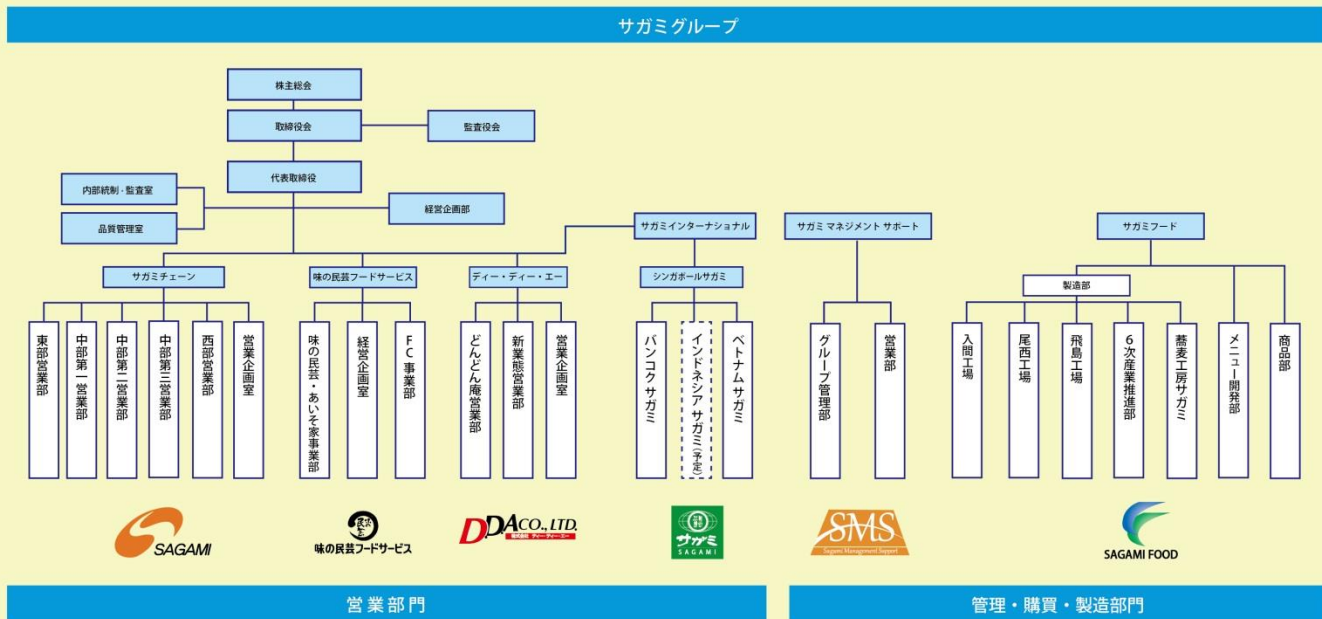 サガミグループ
株主総会
取締役会
監査役会
代表取締役
内部統制・監査室
品質管理室
経営企画部
サガミインターナショナル
サガミ マネジメント サポート
サガミフード
サガミチェーン
味の民芸フードサービス
ディー・ディー・エー
シンガポールサガミ
製造部
東部営業部
中部第一営業部
中部第二営業部
中部第三営業部
西部営業部
営業企画室
味の民芸・あいそ家事業部
経営企画室
FC事業部
どんどん庵営業部
新業態営業部
営業企画室
バンコクサガミ
インドネシア サガミ(予定)
ベトナムサガミ
グループ管理部
営業部
入間工場
尾西工場
飛島工場
6次産業推進部
蕎麦工房サガミ
メニュー開発部
商品部
SAGAMI
味の民芸フードサービス
D.D.A CO., LTD.
株式会社 ディー・ディー・エー
サガミ
SAGAMI
SMS
Sagami Management Support
SAGAMI FOOD
営業部門
管理・購買・製造部門